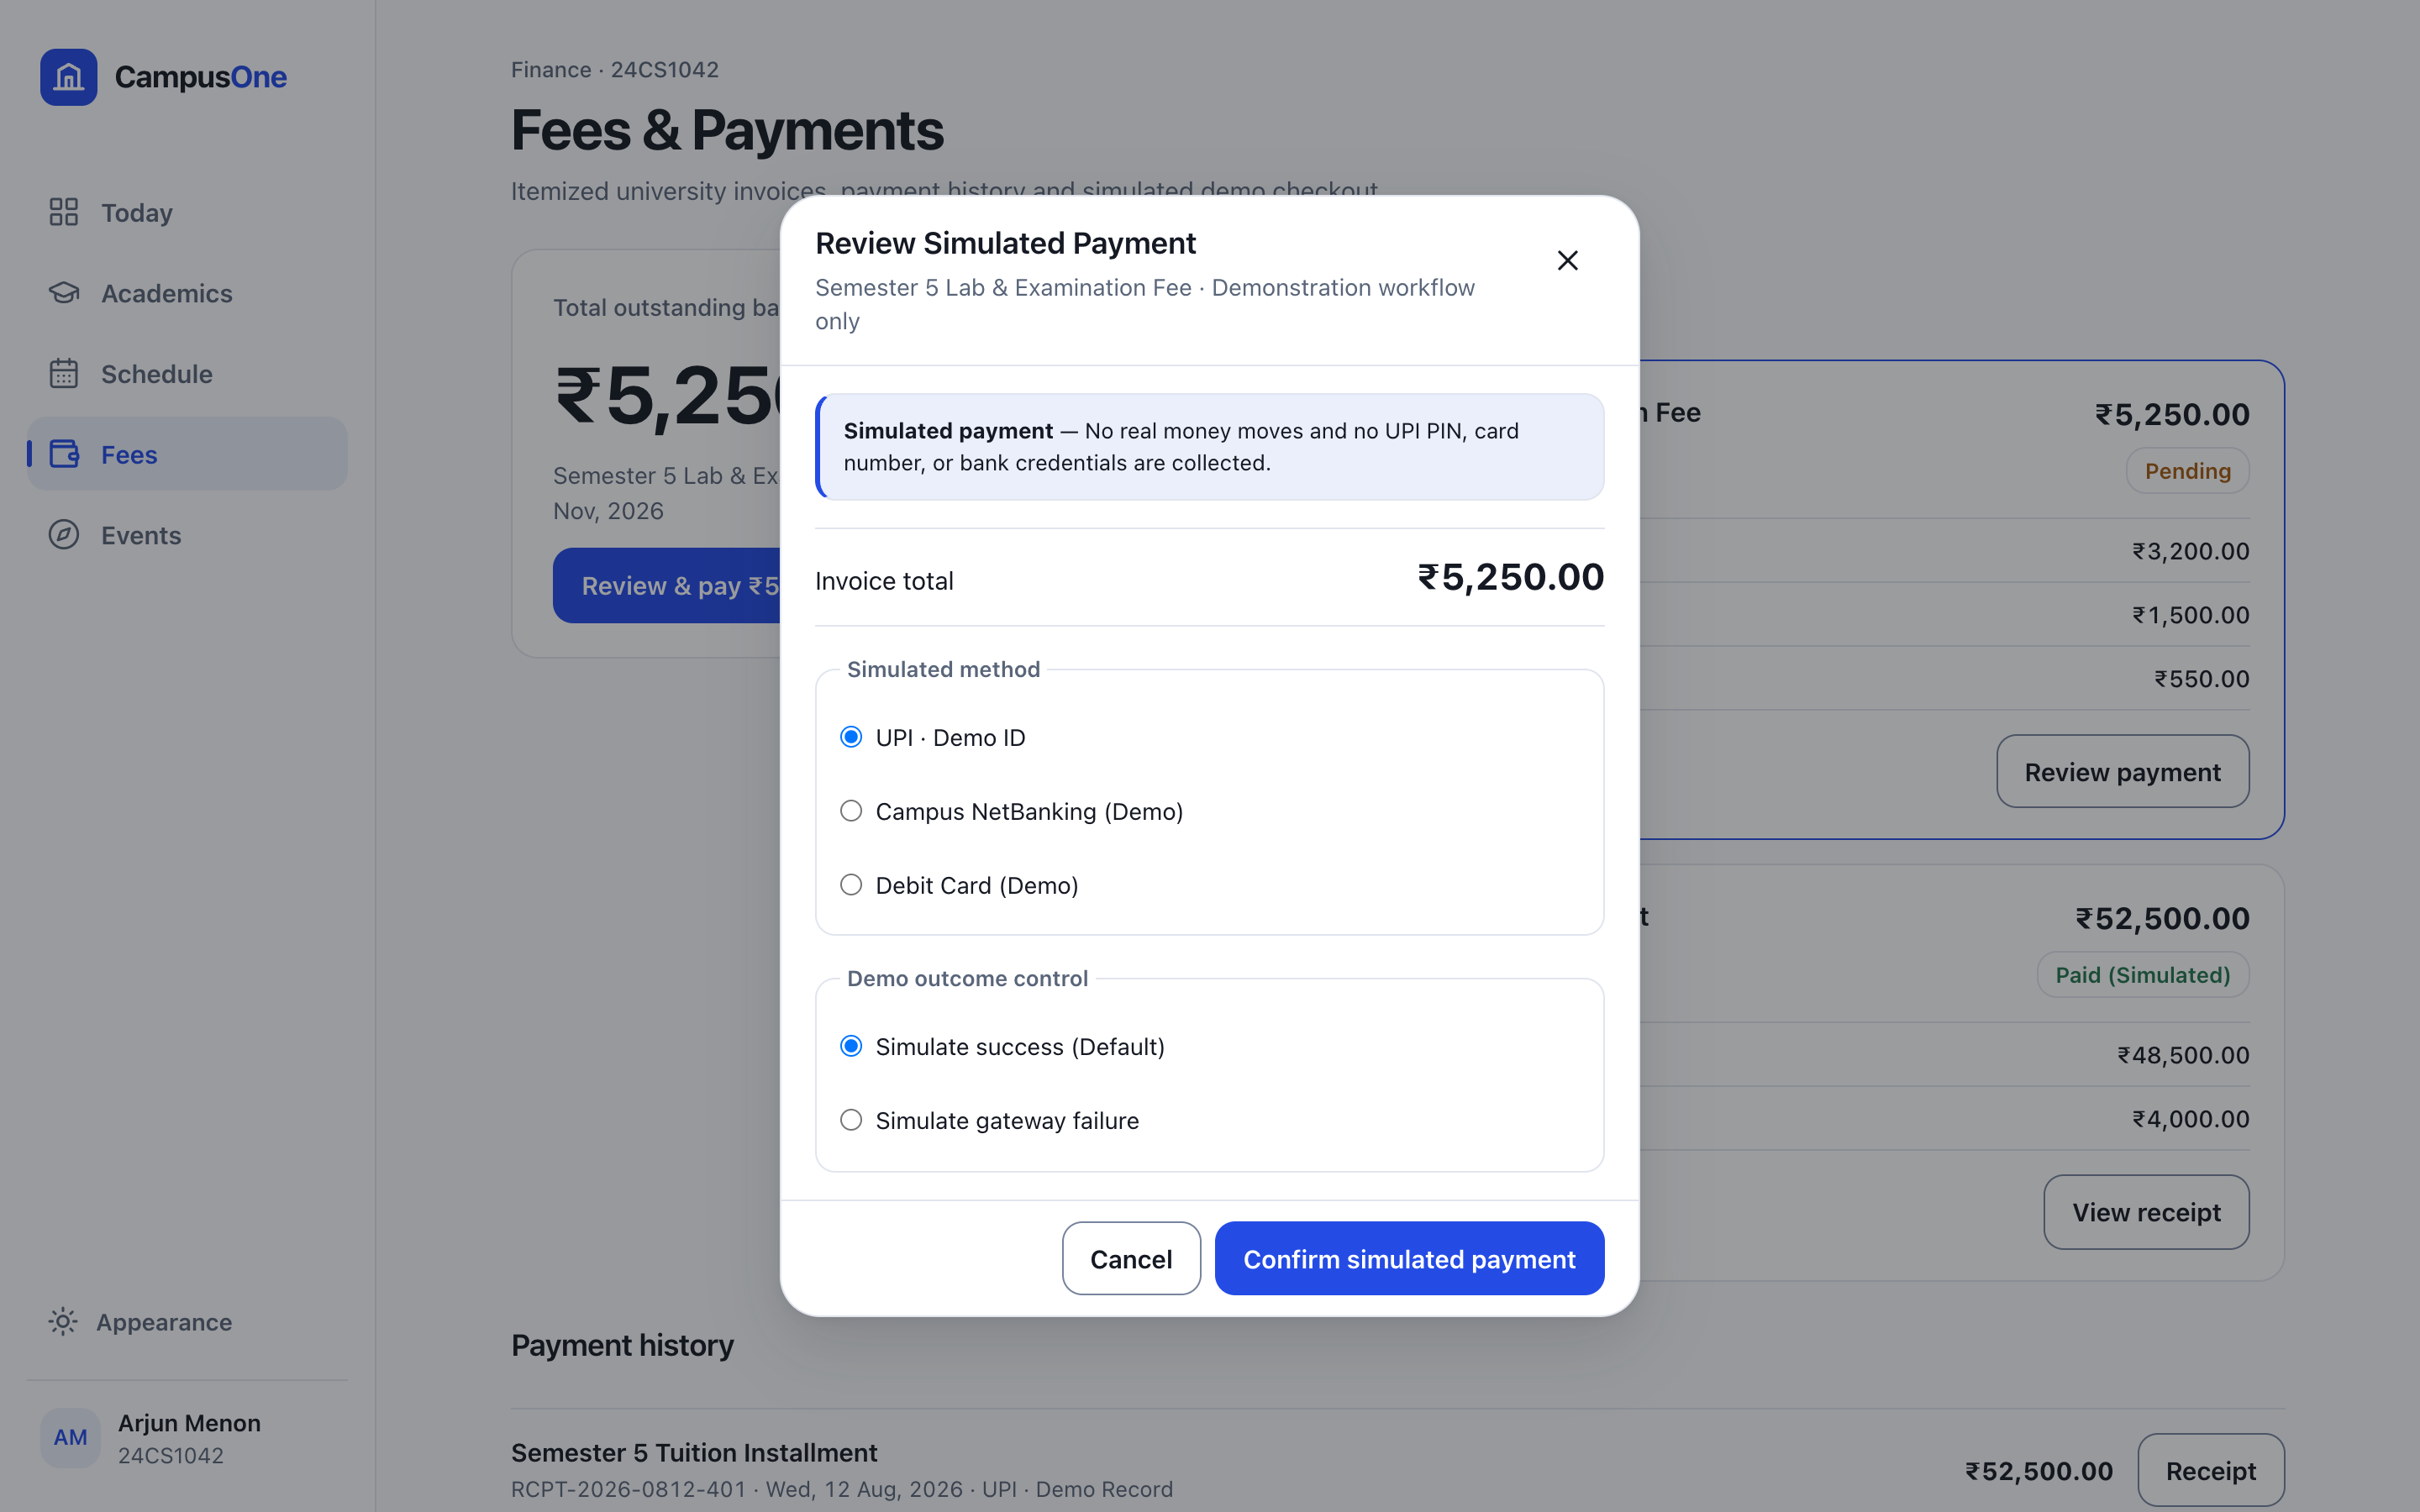 CampusOne
Today
Academics
Schedule
Fees
Events
Appearance
AM
Arjun Menon
24CS1042
Finance · 24CS1042
Fees & Payments
Itemized university invoices, payment history and simulated demo checkout
Total outstanding
₹5,25
Semester 5 Lab &
Nov, 2026
Review & pay ₹5
Review Simulated Payment
Semester 5 Lab & Examination Fee · Demonstration workflow
only
Simulated payment — No real money moves and no UPI PIN, card
number, or bank credentials are collected.
Invoice total
₹5,250.00
Simulated method
UPI · Demo ID
Campus NetBanking (Demo)
Debit Card (Demo)
Demo outcome control
Simulate success (Default)
Simulate gateway failure
Cancel
Confirm simulated payment
Fee
₹5,250.00
Pending
₹3,200.00
₹1,500.00
₹550.00
Review payment
₹52,500.00
Paid (Simulated)
₹48,500.00
₹4,000.00
View receipt
Payment history
Semester 5 Tuition Installment
RCPT-2026-0812-401 · Wed, 12 Aug, 2026 · UPI · Demo Record
₹52,500.00
Receipt